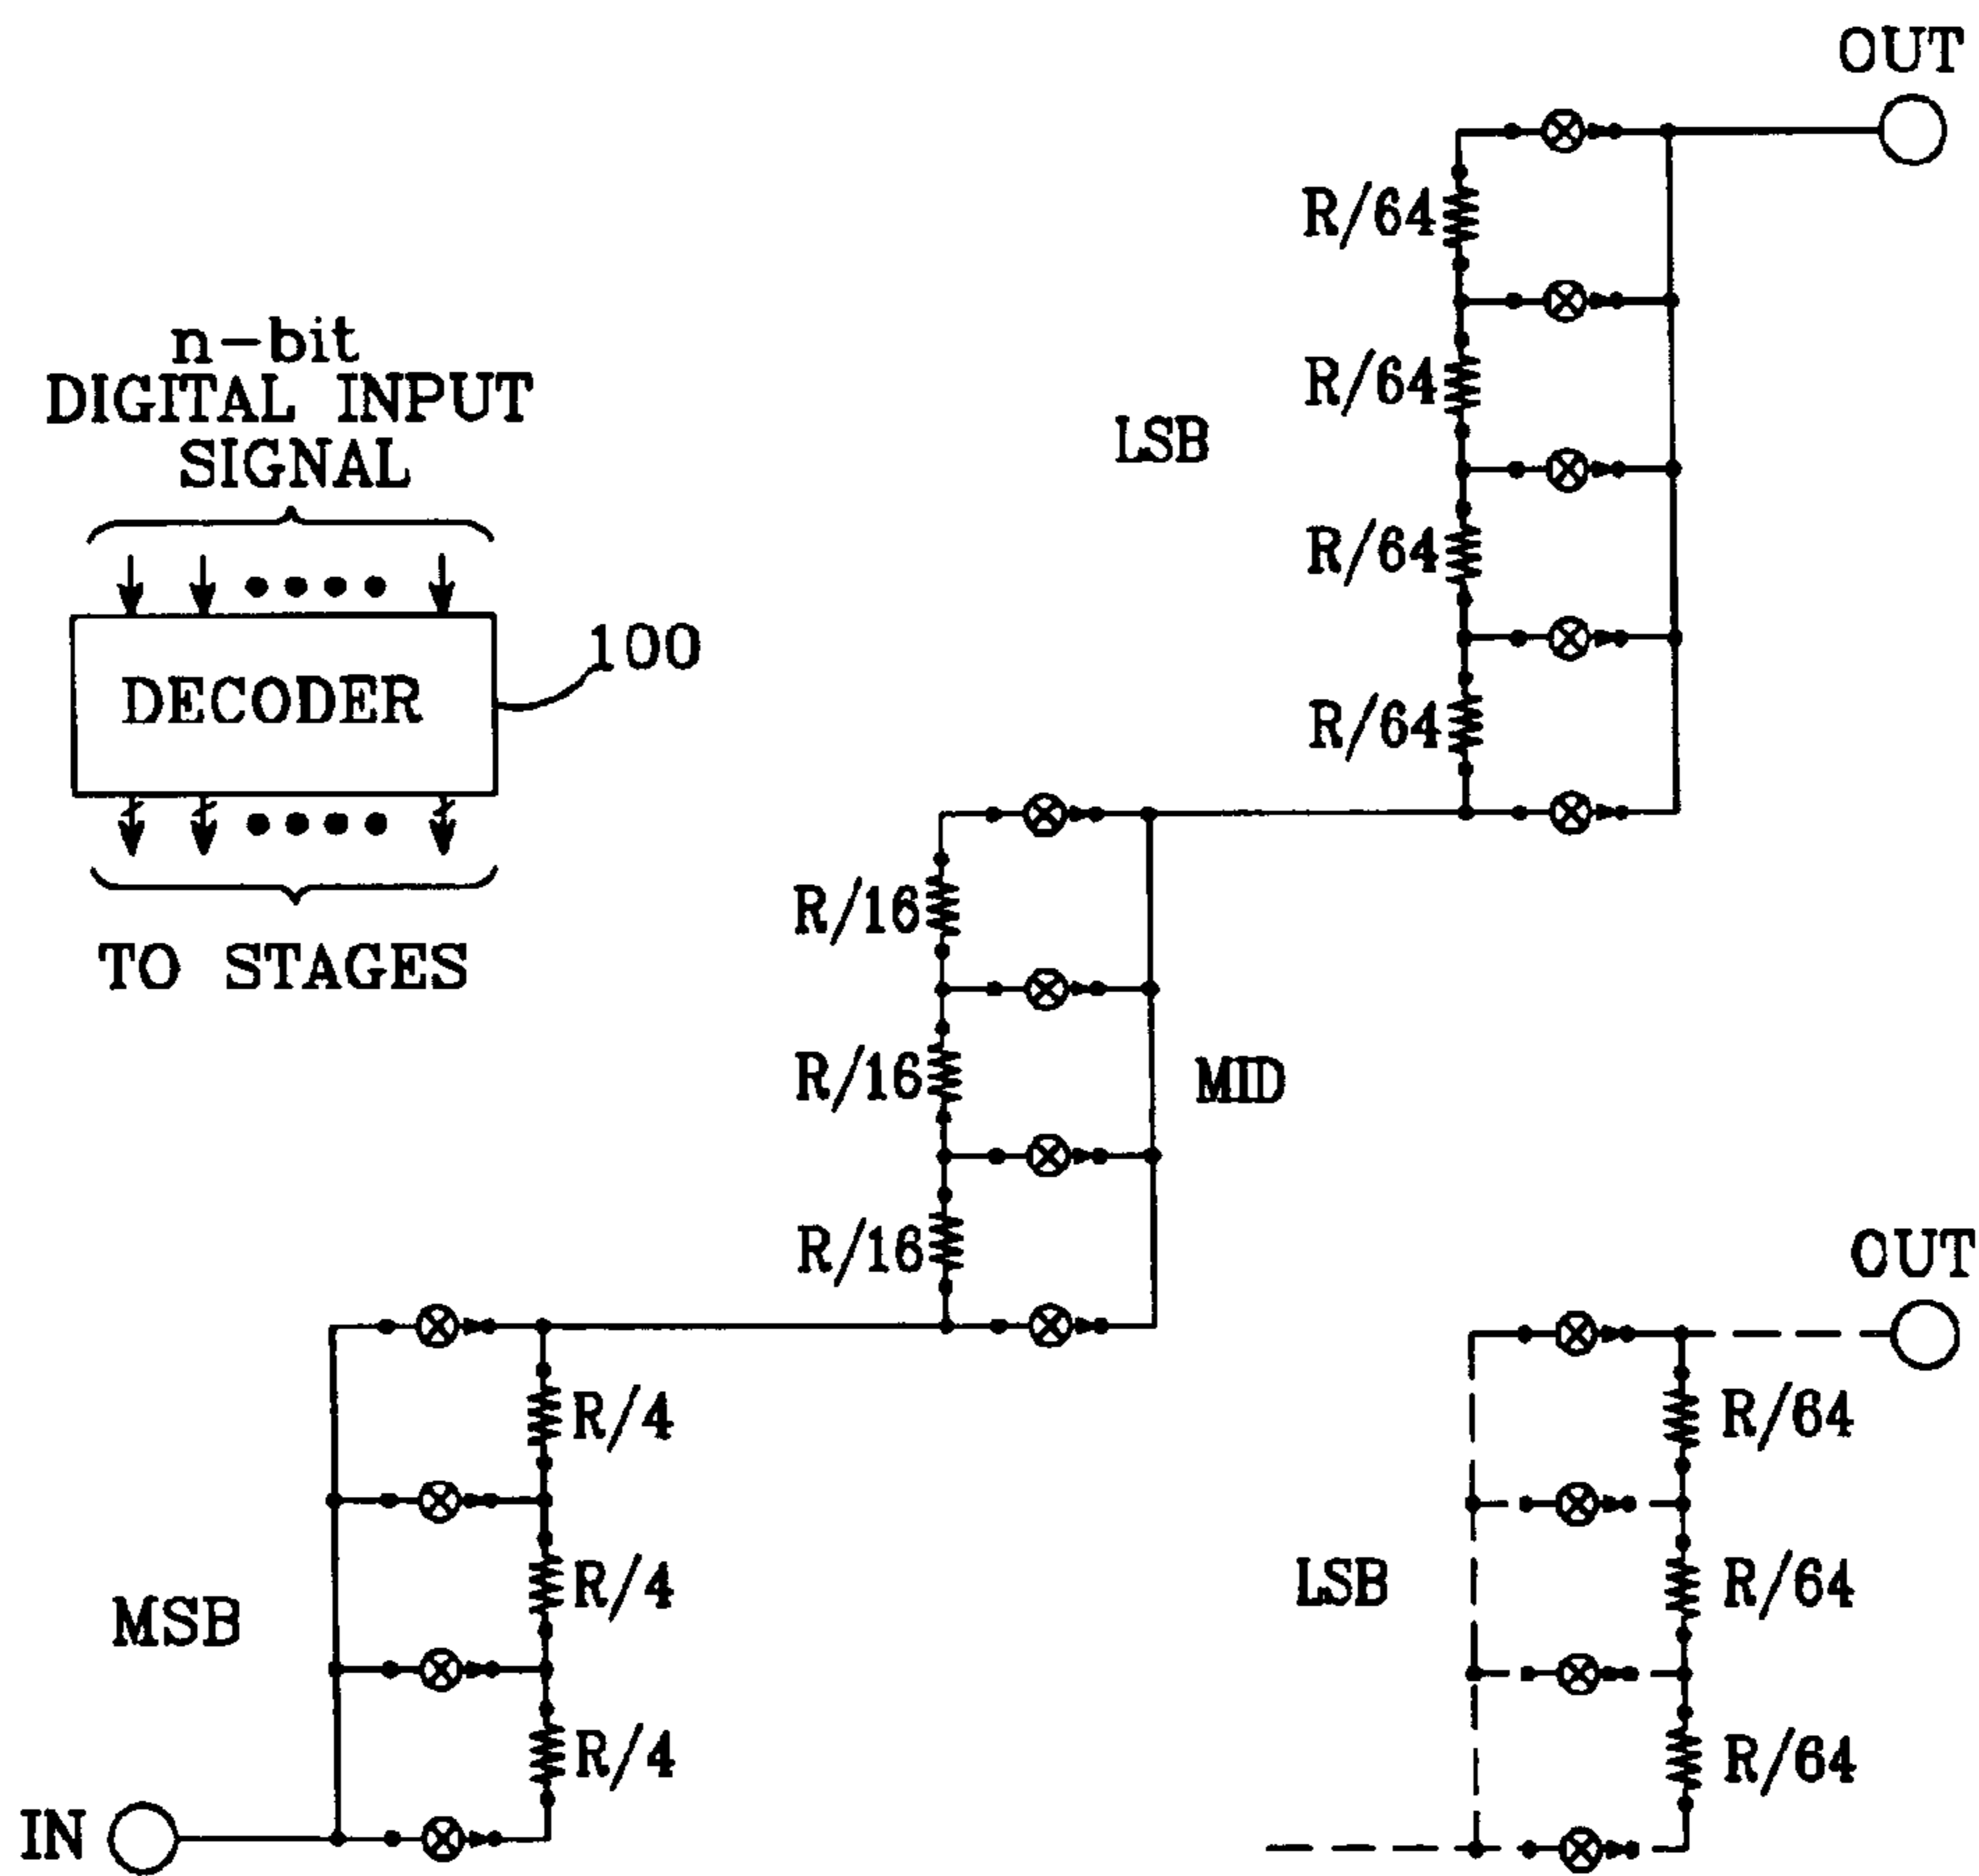 OUT
R/64
n-bit
DIGITAL INPUT
SIGNAL
R/64
LSB
R/64
100
DECODER
R/64
R/16
TO STAGES
R/16
MID
R/16
OUT
R/4
R/64
R/4
LSB
R/64
MSB
R/4
R/64
IN